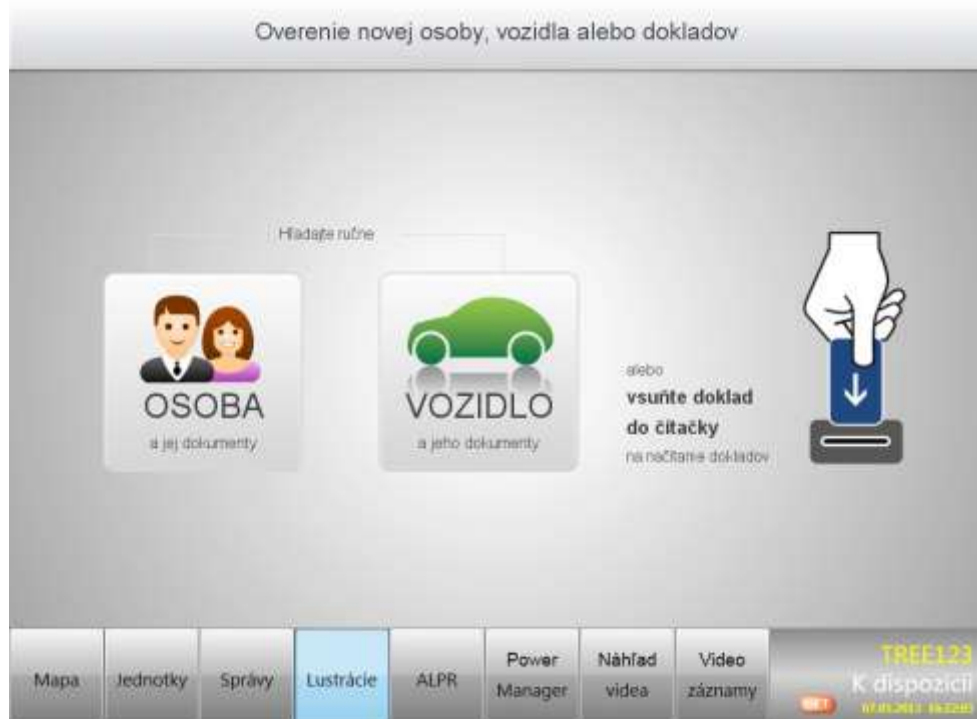 Overenie novej osoby, vozidla alebo dokladov
Hľadajte ručne
OSOBA
a jej dokumenty
VOZIDLO
a jeho dokumenty
alebo
vsuňte doklad
do čítačky
na načítanie dokladov
Mapa
Jednotky
Správy
Lustrácie
ALPR
Power
Manager
Náhľad
videa
Video
záznamy
TREE123
K dispozícii